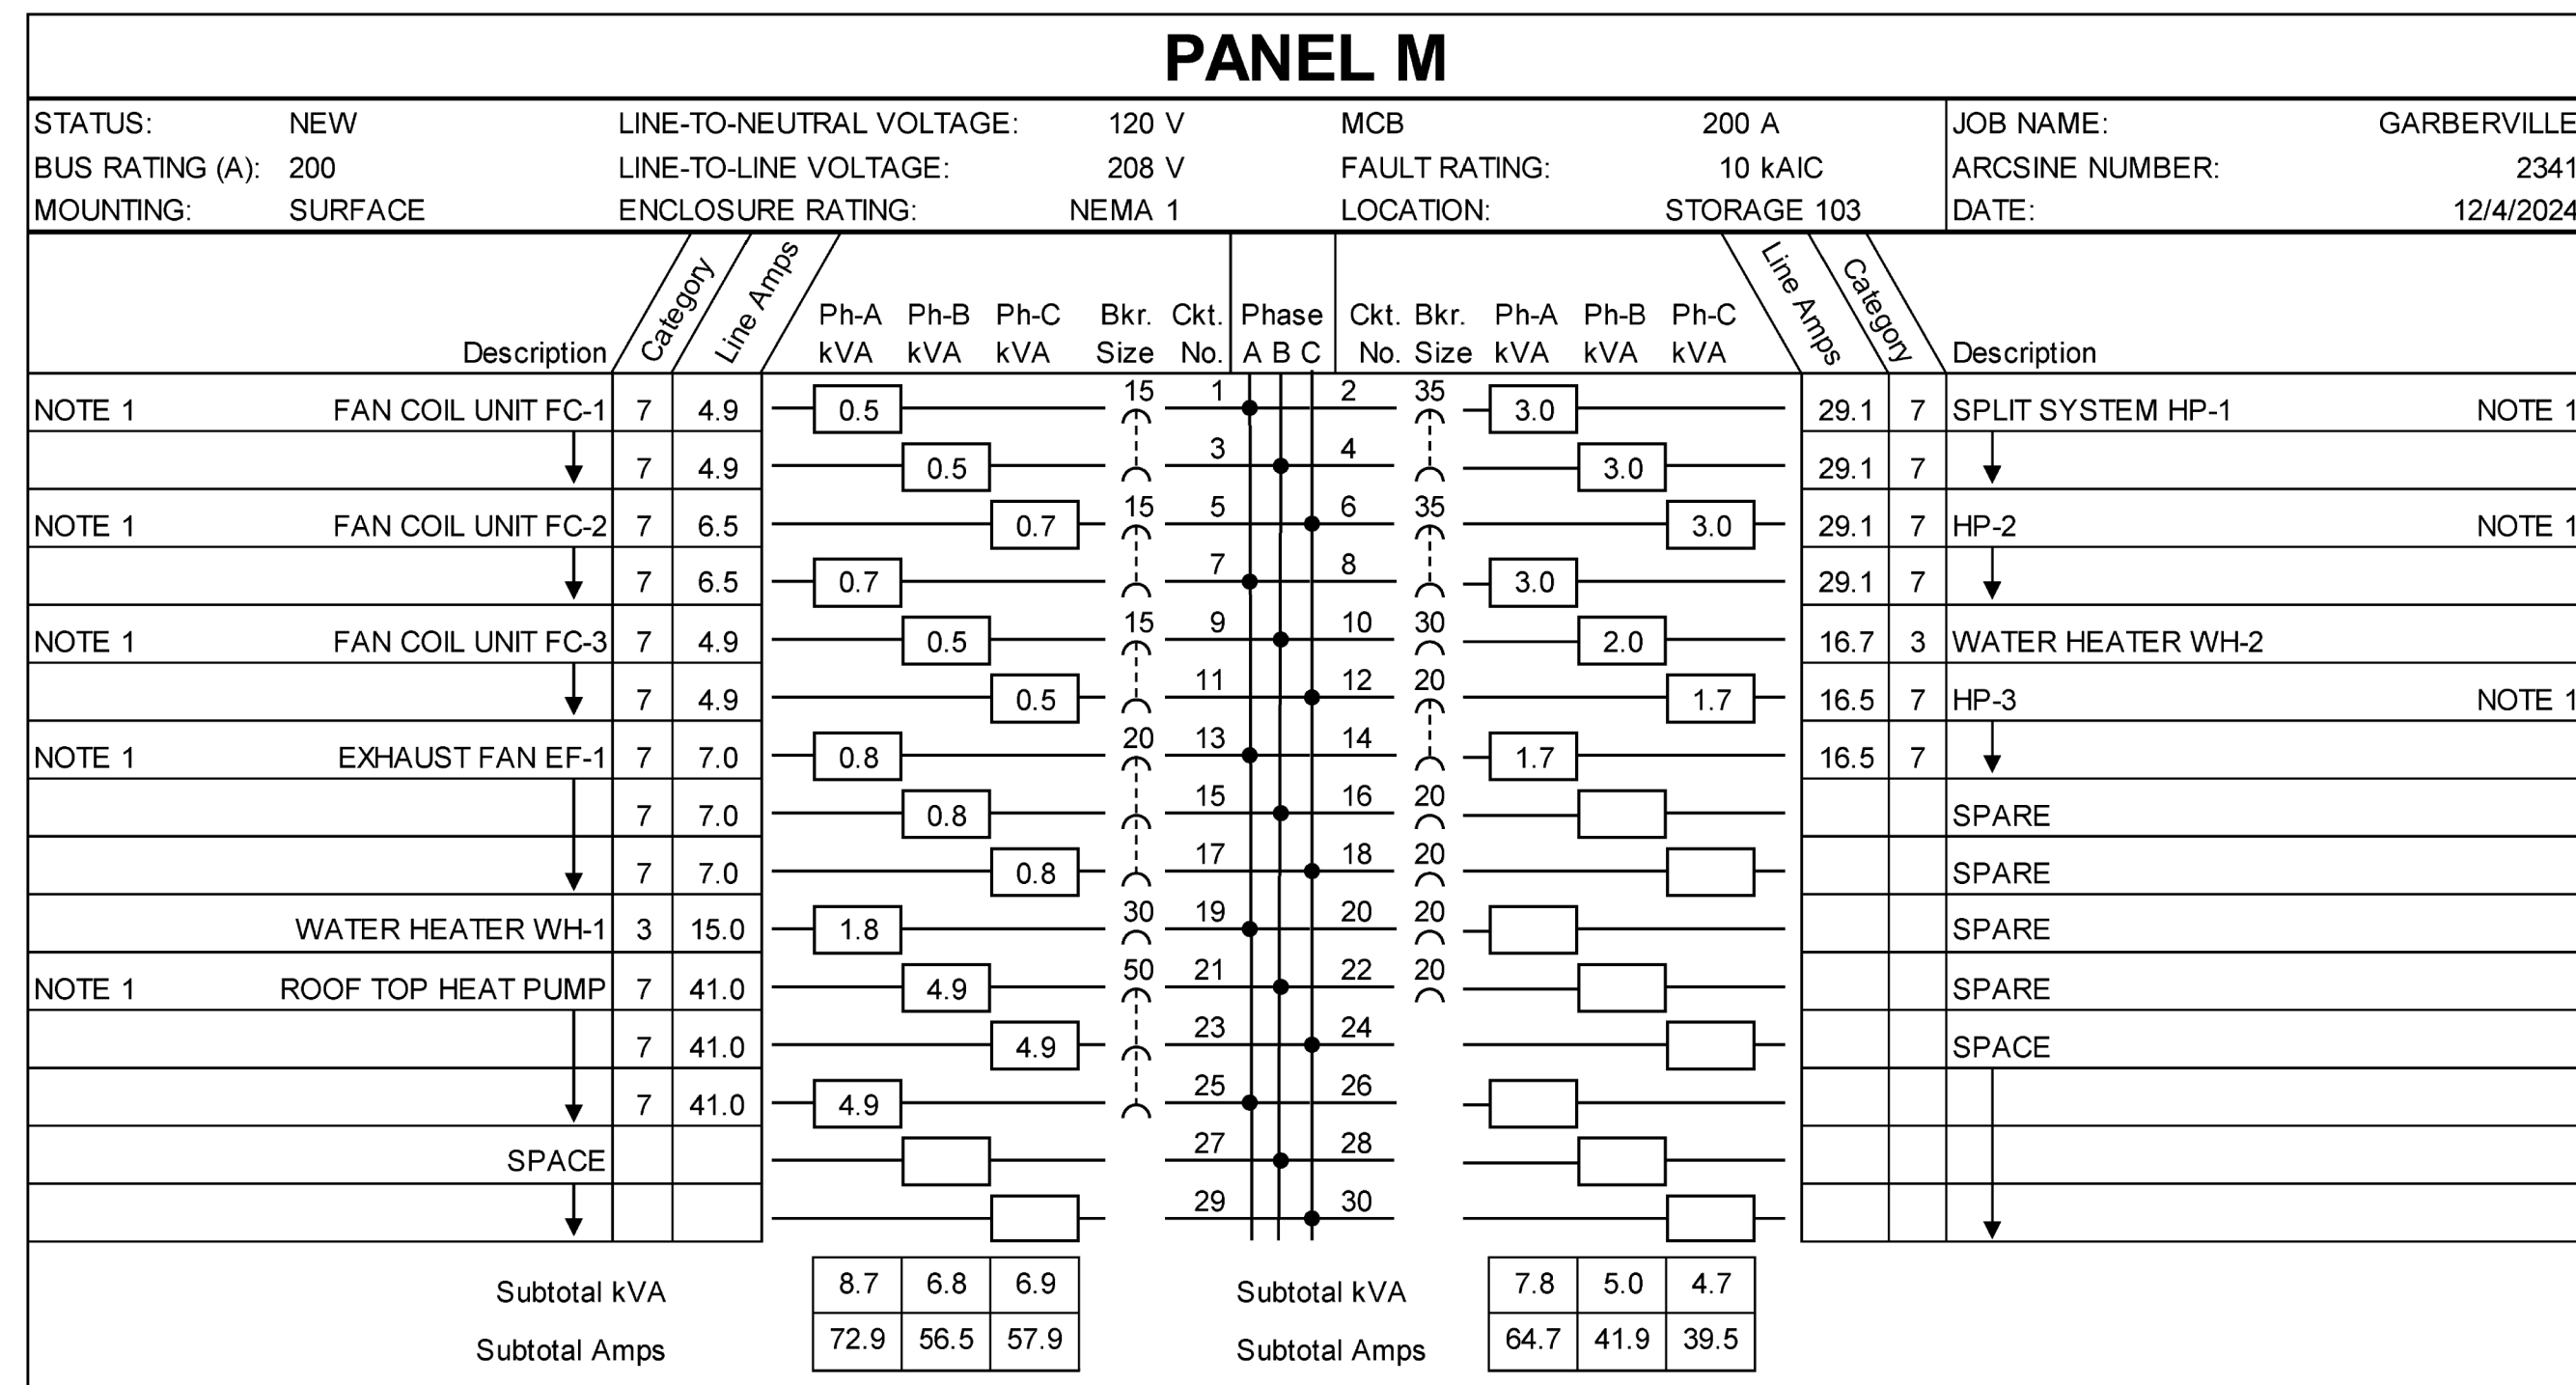 PANEL M
STATUS: NEW LINE-TO-NEUTRAL VOLTAGE: 120 V MCB 200 A JOB NAME: GARBERVILLE
BUS RATING (A): 200 LINE-TO-LINE VOLTAGE: 208 V FAULT RATING: 10 kAIC ARCSINE NUMBER: 2341
MOUNTING: SURFACE ENCLOSURE RATING: NEMA 1 LOCATION: STORAGE 103 DATE: 12/4/2024
Category Line Amps Line Amps Category
Ph-A Ph-B Ph-C Bkr. Ckt. Phase Ckt. Bkr. Ph-A Ph-B Ph-C
Description kVA kVA kVA Size No. A B C No. Size kVA kVA kVA Description
NOTE 1 FAN COIL UNIT FC-1 7 4.9 0.5 15 1 2 35 3.0 29.1 7 SPLIT SYSTEM HP-1 NOTE 1
7 4.9 0.5 3 4 3.0 29.1 7
NOTE 1 FAN COIL UNIT FC-2 7 6.5 0.7 15 5 6 35 3.0 29.1 7 HP-2 NOTE 1
7 6.5 0.7 7 8 3.0 29.1 7
NOTE 1 FAN COIL UNIT FC-3 7 4.9 0.5 15 9 10 30 2.0 16.7 3 WATER HEATER WH-2
7 4.9 0.5 11 12 20 1.7 16.5 7 HP-3 NOTE 1
NOTE 1 EXHAUST FAN EF-1 7 7.0 0.8 20 13 14 1.7 16.5 7
7 7.0 0.8 15 16 20 SPARE
7 7.0 0.8 17 18 20 SPARE
WATER HEATER WH-1 3 15.0 1.8 30 19 20 20 SPARE
NOTE 1 ROOF TOP HEAT PUMP 7 41.0 4.9 50 21 22 20 SPARE
7 41.0 4.9 23 24 SPACE
7 41.0 4.9 25 26
SPACE 27 28
29 30
Subtotal kVA 8.7 6.8 6.9 Subtotal kVA 7.8 5.0 4.7
Subtotal Amps 72.9 56.5 57.9 Subtotal Amps 64.7 41.9 39.5